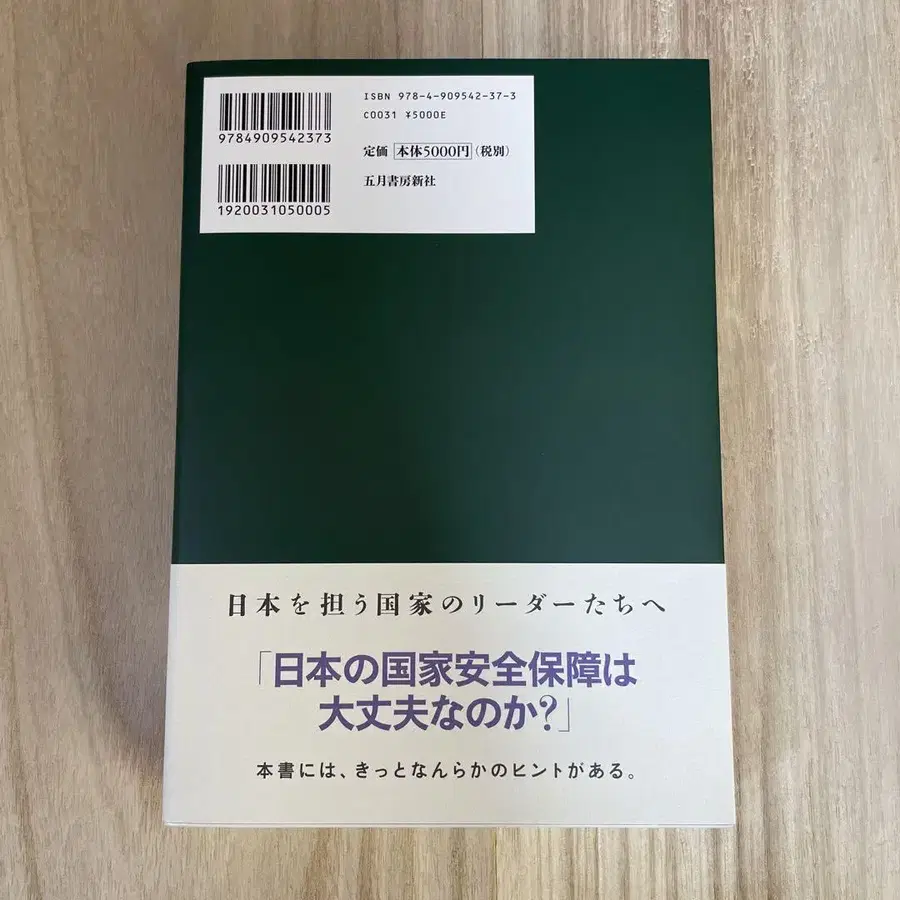 9784909542373
1920031050005
ISBN 978-4-909542-37-3
C0031 ¥5000E
定価 本体5000円(税別)
五月書房新社
日本を担う国家のリーダーたちへ
「日本の国家安全保障は
大丈夫なのか?」
本書には、きっとなんらかのヒントがある。